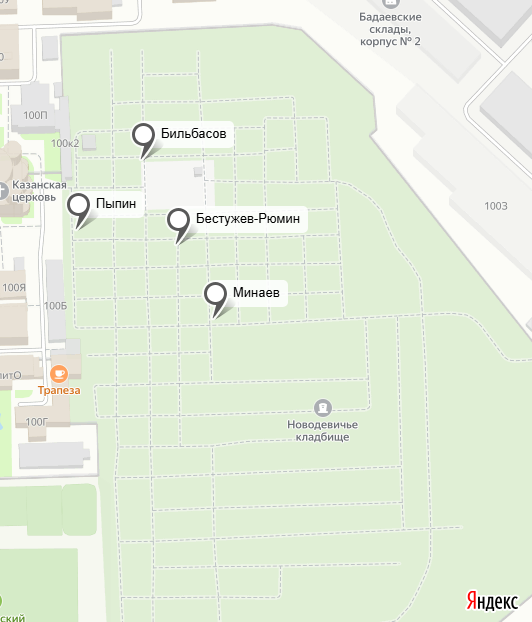 Бадаевские
склады,
корпус № 2
100П
100к2
Бильбасов
Казанская
церковь
Пыпин
100З
Бестужев-Рюмин
100Я
100Б
Минаев
Трапеза
100Г
Новодевичье
кладбище
Яндекс